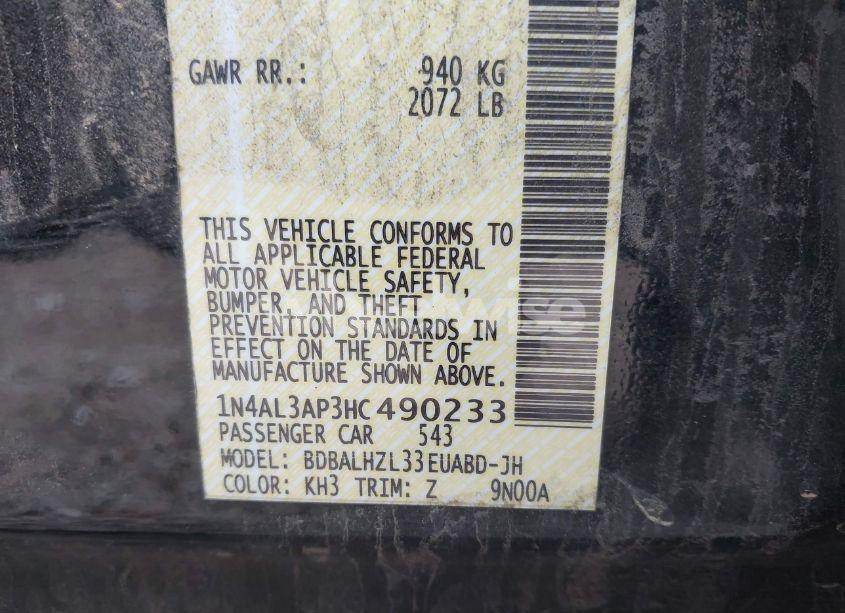 GAWR RR.: 940 KG
2072 LB
THIS VEHICLE CONFORMS TO
ALL APPLICABLE FEDERAL
MOTOR VEHICLE SAFETY,
BUMPER, AND THEFT
PREVENTION STANDARDS IN
EFFECT ON THE DATE OF
MANUFACTURE SHOWN ABOVE.
1N4AL3AP3HC490233
PASSENGER CAR 543
MODEL: BDBALHZL33EUABD-JH
COLOR: KH3 TRIM: Z 9N00A